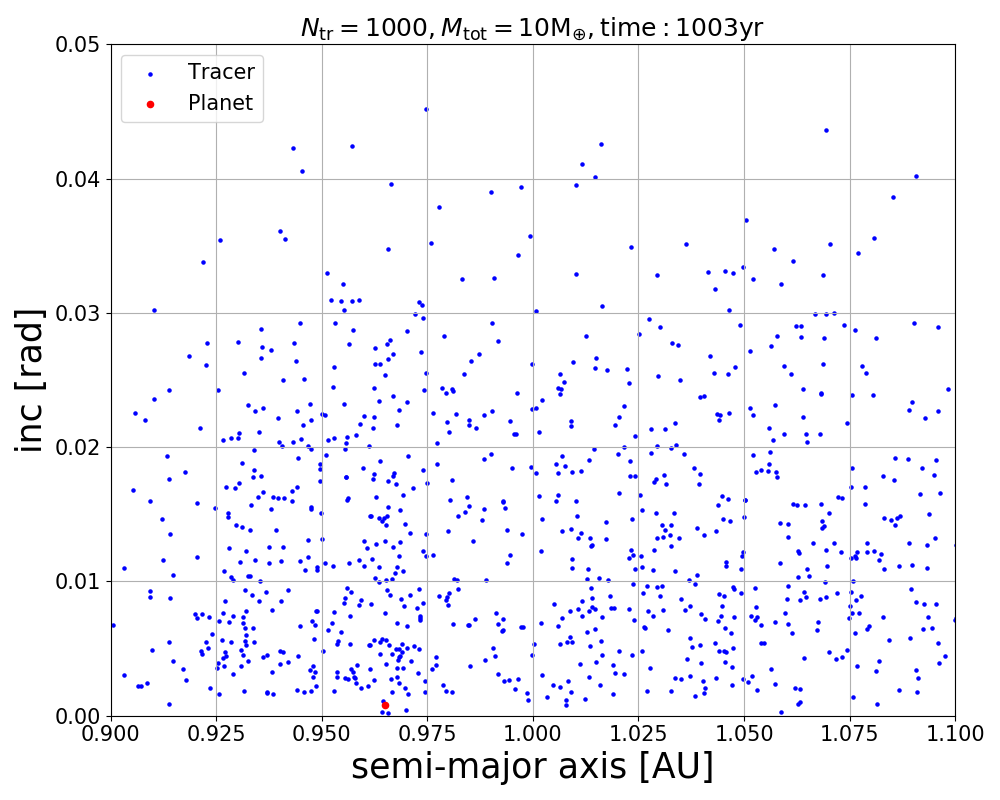 N_tr = 1000, M_tot = 10M_⊕, time : 1003yr
Tracer
Planet
0.05
0.04
0.03
0.02
0.01
0.00
inc [rad]
0.900 0.925 0.950 0.975 1.000 1.025 1.050 1.075 1.100
semi-major axis [AU]